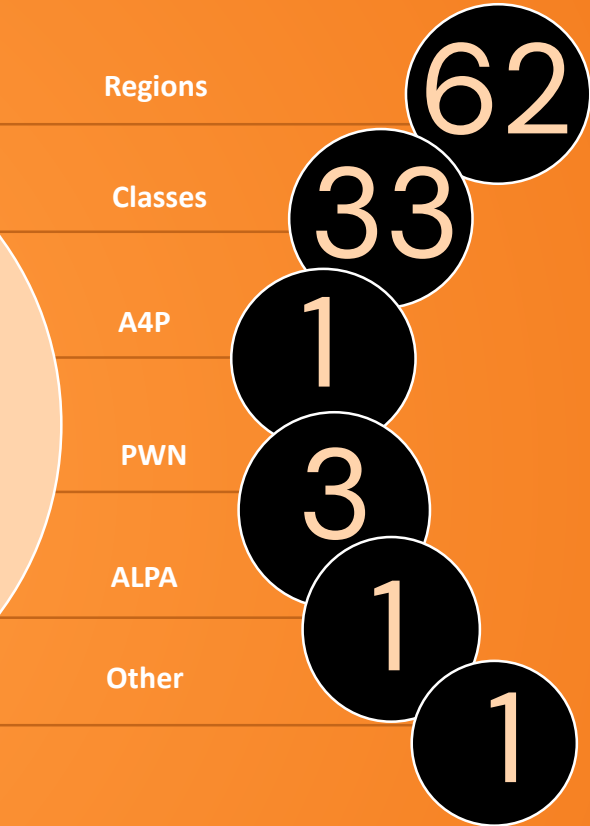 Regions 62
Classes 33
A4P 1
PWN 3
ALPA 1
Other 1